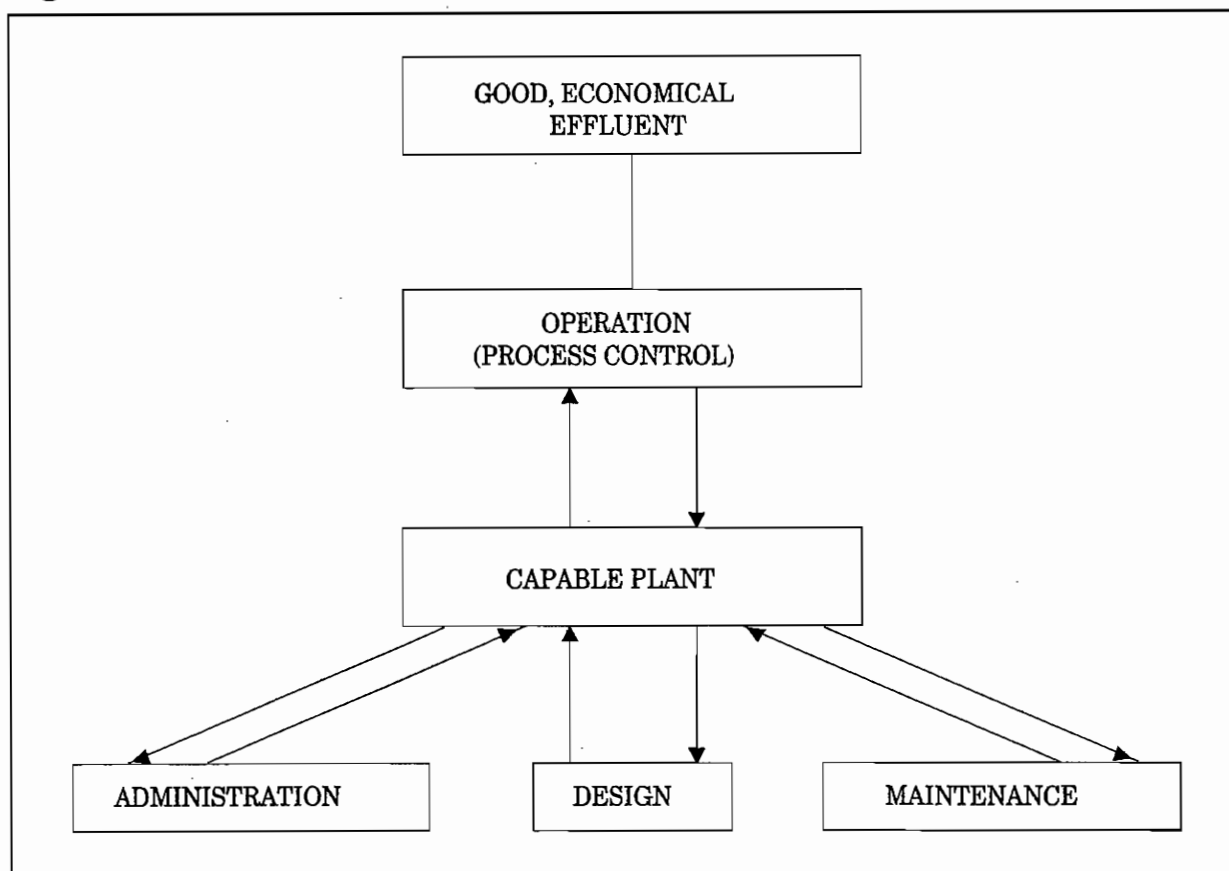 GOOD, ECONOMICAL
EFFLUENT
OPERATION
(PROCESS CONTROL)
CAPABLE PLANT
ADMINISTRATION
DESIGN
MAINTENANCE